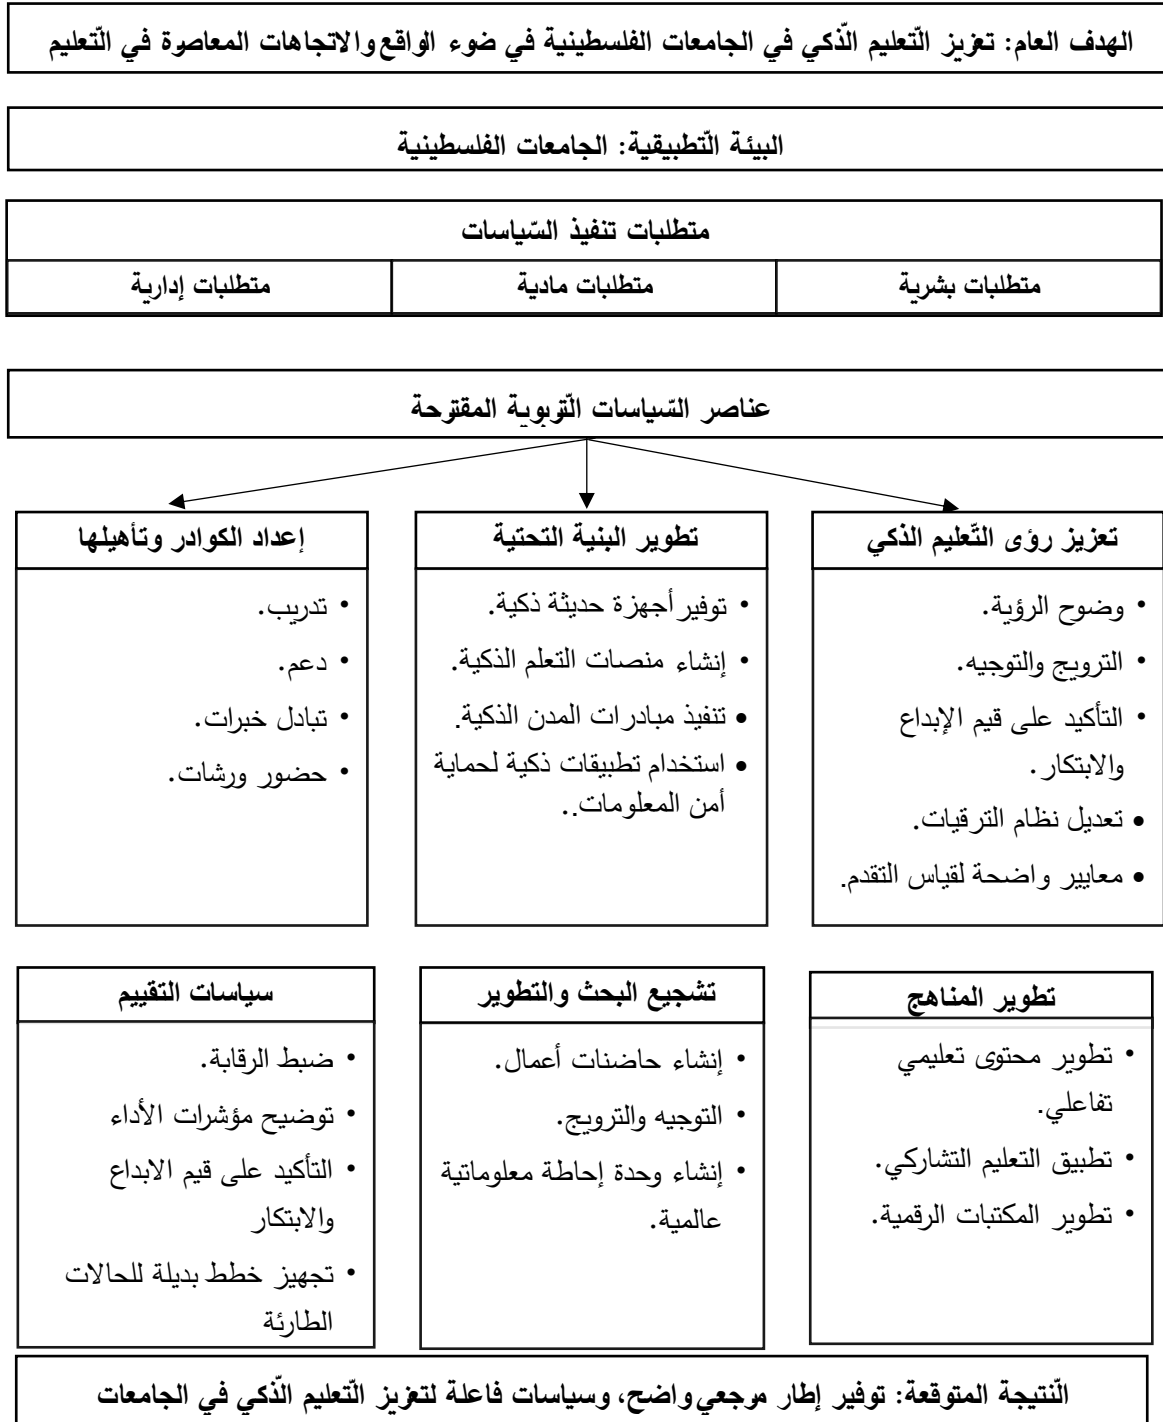 الهدف العام: تعزيز التّعليم الذّكي في الجامعات الفلسطينية في ضوء الواقع والاتجاهات المعاصرة في التّعليم
البيئة التّطبيقية: الجامعات الفلسطينية
متطلبات تنفيذ السّياسات
متطلبات بشرية
متطلبات مادية
متطلبات إدارية
عناصر السّياسات التّربوية المقترحة
تعزيز رؤى التّعليم الذكي
• وضوح الرؤية.
• الترويج والتوجيه.
• التأكيد على قيم الإبداع
والابتكار.
• تعديل نظام الترقيات.
• معايير واضحة لقياس التقدم.
تطوير البنية التحتية
• توفير أجهزة حديثة ذكية.
• إنشاء منصات التعلم الذكية.
• تنفيذ مبادرات المدن الذكية.
• استخدام تطبيقات ذكية لحماية
أمن المعلومات..
إعداد الكوادر وتأهيلها
• تدريب.
• دعم.
• تبادل خبرات.
• حضور ورشات.
تطوير المناهج
• تطوير محتوى تعليمي
تفاعلي.
• تطبيق التعليم التشاركي.
• تطوير المكتبات الرقمية.
تشجيع البحث والتطوير
• إنشاء حاضنات أعمال.
• التوجيه والترويج.
• إنشاء وحدة إحاطة معلوماتية
عالمية.
سياسات التقييم
• ضبط الرقابة.
• توضيح مؤشرات الأداء
• التأكيد على قيم الابداع
والابتكار
• تجهيز خطط بديلة للحالات
الطارئة
النّتيجة المتوقعة: توفير إطار مرجعي واضح، وسياسات فاعلة لتعزيز التّعليم الذّكي في الجامعات